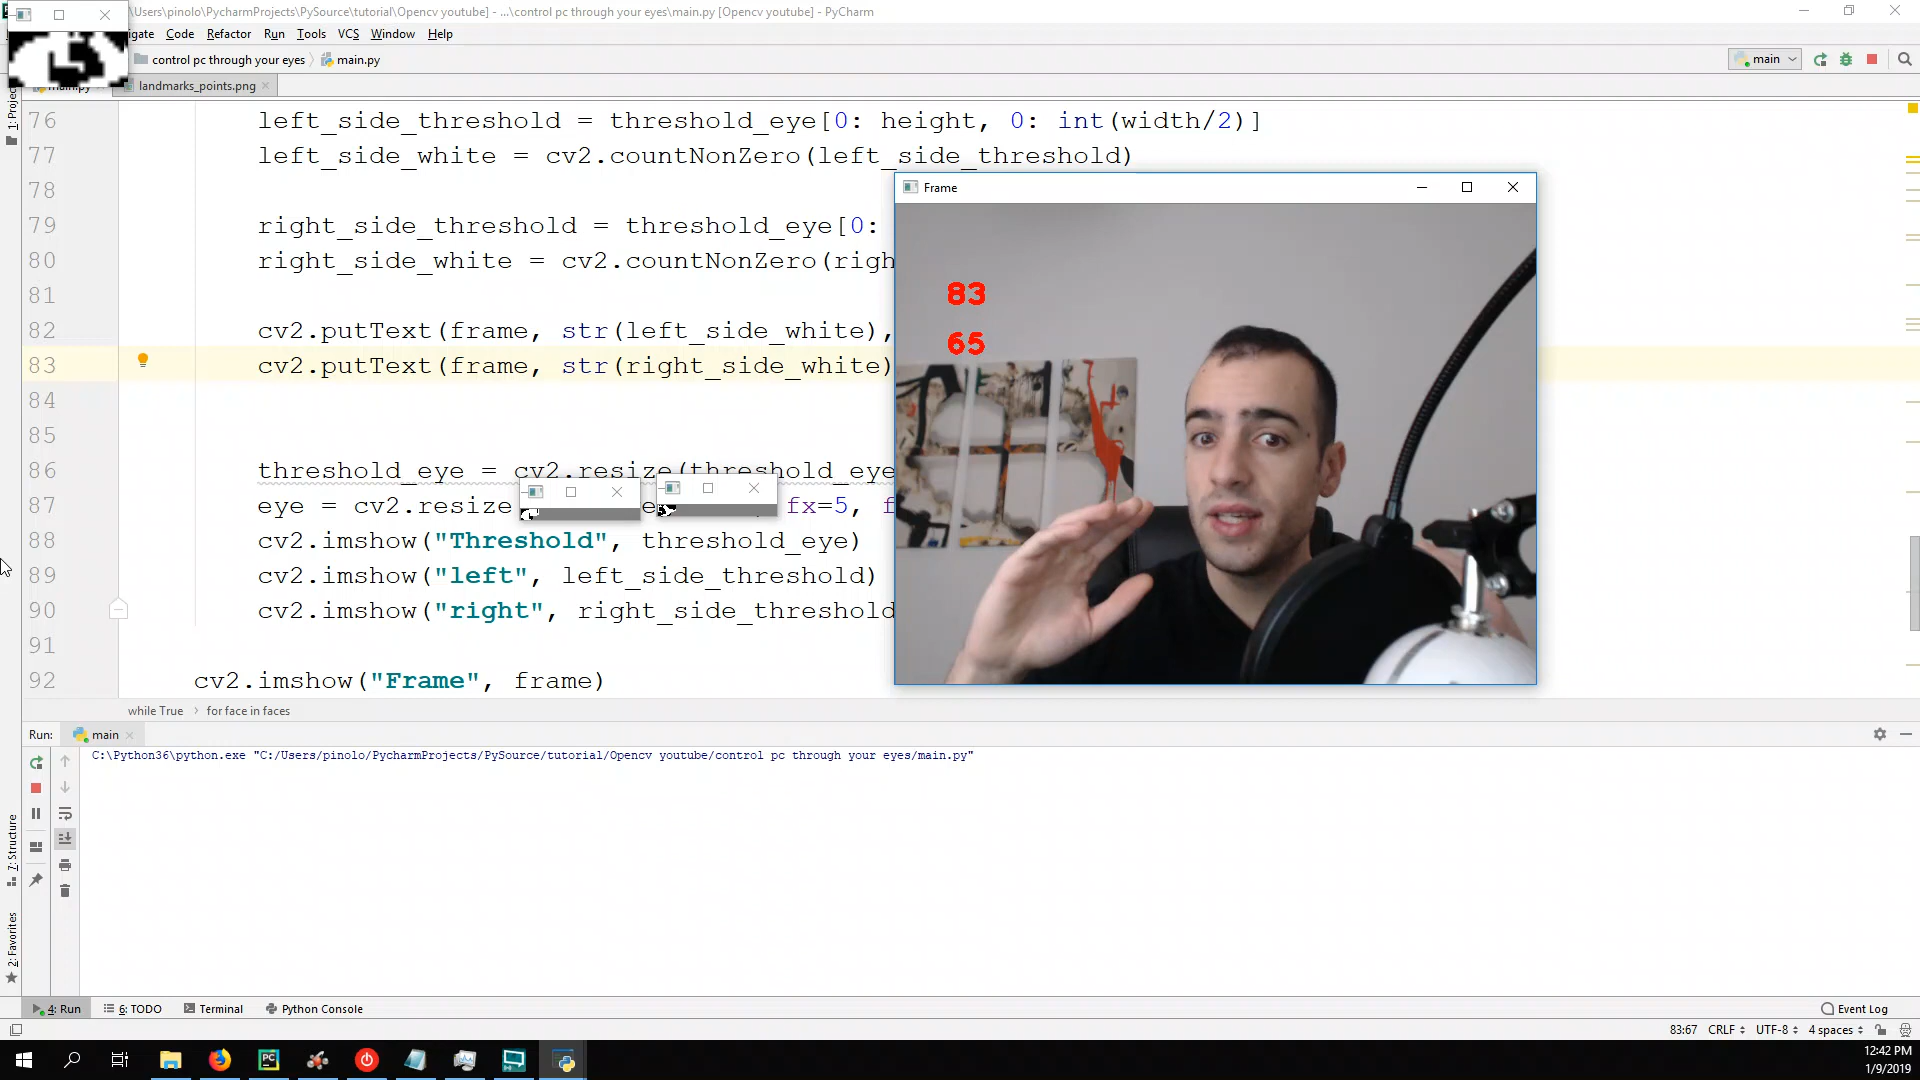 \Users\pinolo\PycharmProjects\PySource\tutorial\Opencv youtube] - ...\control pc through your eyes\main.py [Opencv youtube] - PyCharm
Code Refactor Run Tools VCS Window Help
control pc through your eyes main.py
main
main.py landmarks_points.png
76 left_side_threshold = threshold_eye[0: height, 0: int(width/2)]
77 left_side_white = cv2.countNonZero(left_side_threshold)
78
79 right_side_threshold = threshold_eye[0:
80 right_side_white = cv2.countNonZero(righ
81
82 cv2.putText(frame, str(left_side_white),
83 cv2.putText(frame, str(right_side_white)
84
85
86 threshold_eye = cv2.resize(threshold_eye
87 eye = cv2.resize e fx=5, f
88 cv2.imshow("Threshold", threshold_eye)
89 cv2.imshow("left", left_side_threshold)
90 cv2.imshow("right", right_side_threshold
91
92 cv2.imshow("Frame", frame)
Frame
83
65
while True > for face in faces
Run: main
C:\Python36\python.exe "C:/Users/pinolo/PycharmProjects/PySource/tutorial/Opencv youtube/control pc through your eyes/main.py"
7: Structure
2: Favorites
4: Run 6: TODO Terminal Python Console
Event Log
83:67 CRLF UTF-8 4 spaces
12:42 PM
1/9/2019